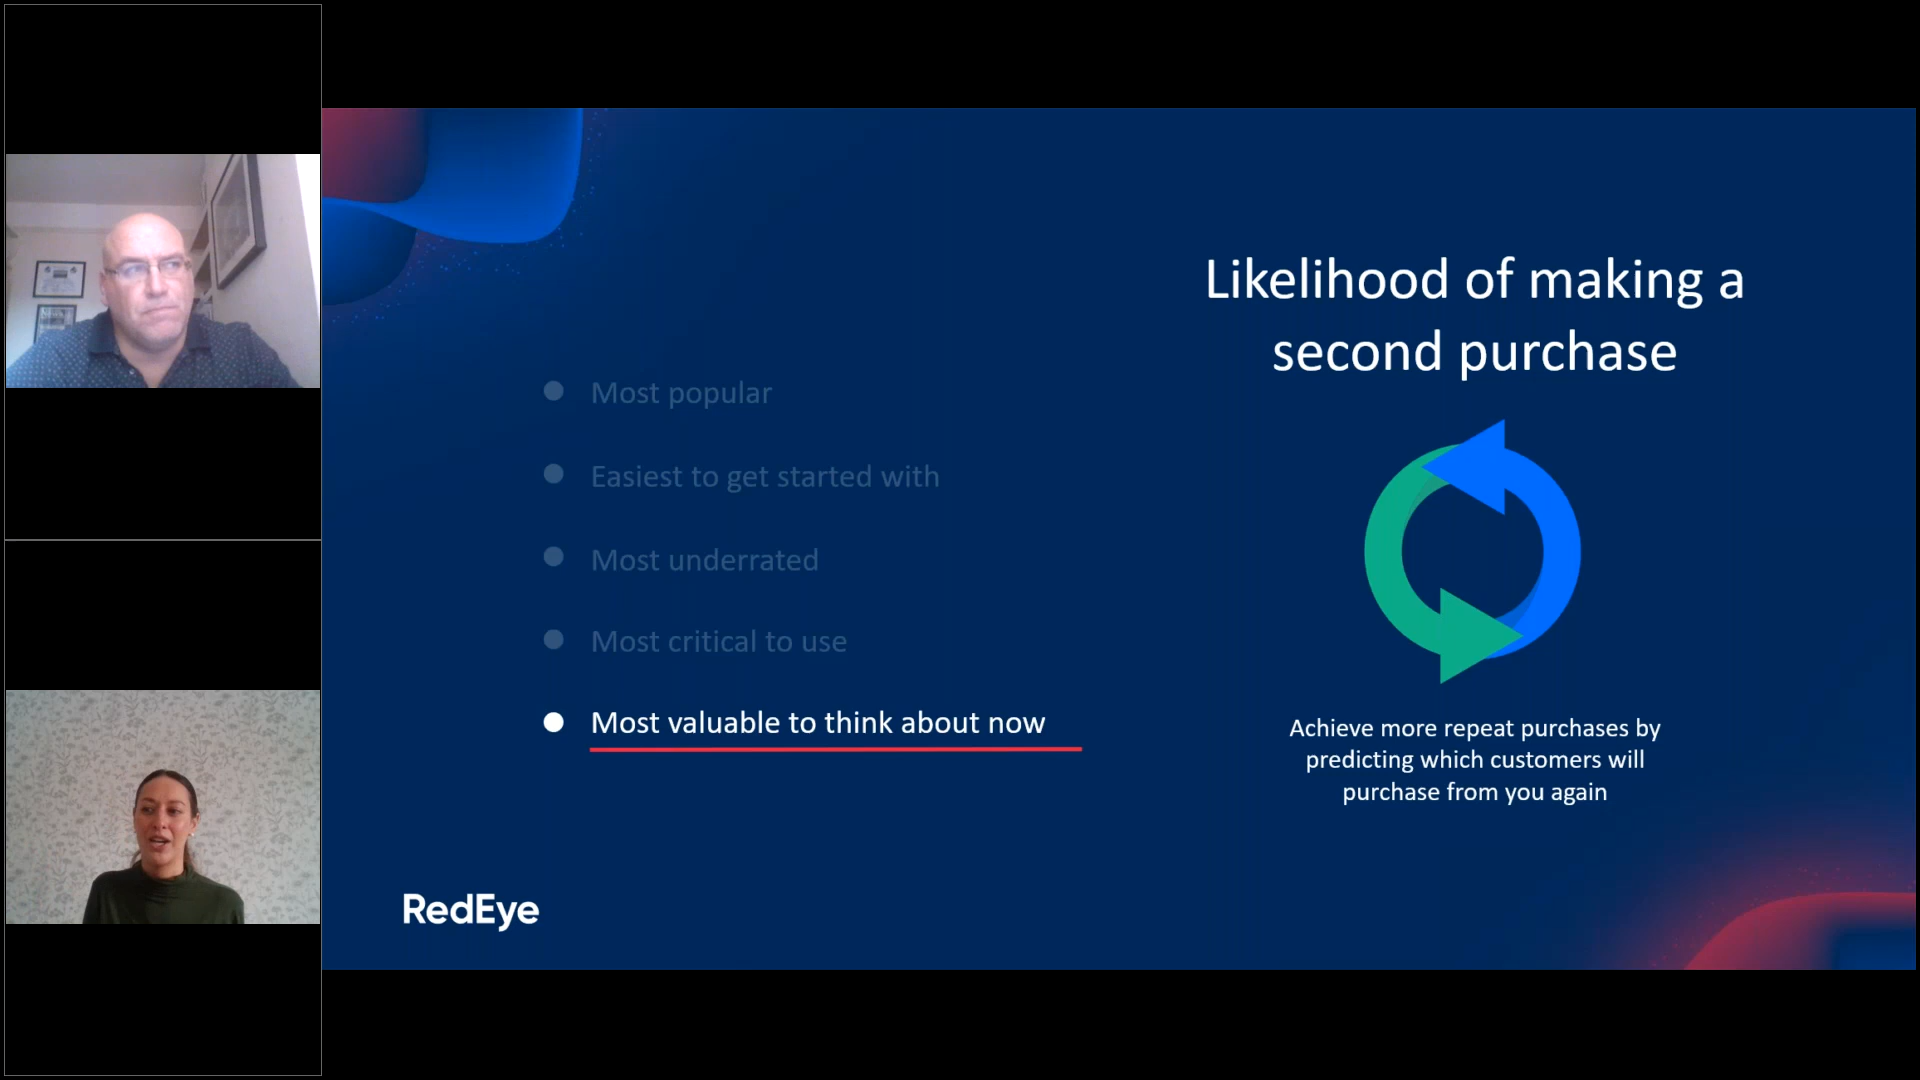 Likelihood of making a
second purchase
Most popular
Easiest to get started with
Most underrated
Most critical to use
Most valuable to think about now
Achieve more repeat purchases by
predicting which customers will
purchase from you again
RedEye